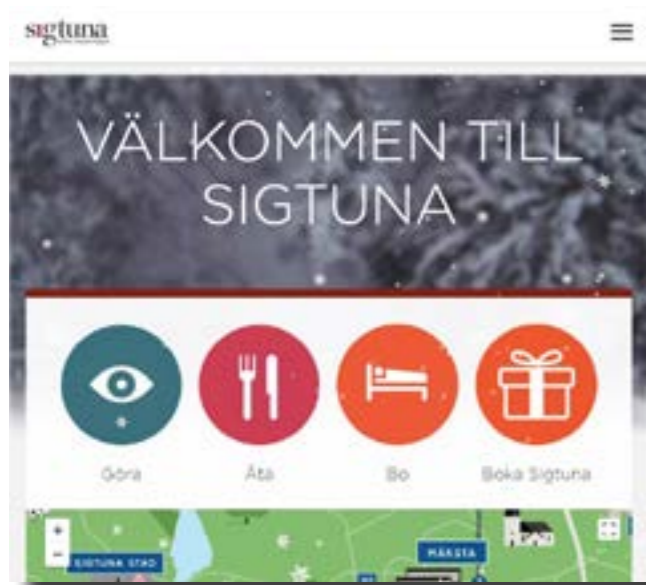 sigtuna
VÄLKOMMEN TILL
SIGTUNA
Göra
Äta
Bo
Boka Sigtuna
+
−
SIGTUNA STAD
MÄRSTA